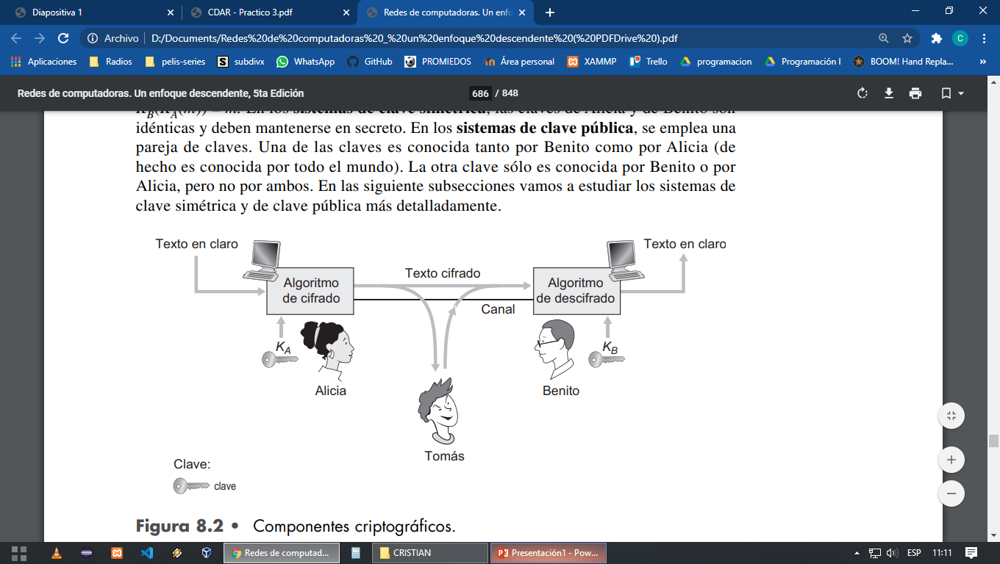 Diapositiva 1
CDAR - Practico 3.pdf
Redes de computadoras. Un enfo
Archivo
D:/Documents/Redes%20de%20computadoras%20_%20un%20enfoque%20descendente%20(%20PDFDrive%20).pdf
C
Aplicaciones
Radios
pelis-series
S
subdivx
WhatsApp
GitHub
PROMIEDOS
Área personal
XAMMP
Trello
programacion
Programación I
BOOM! Hand Repla...
»
Redes de computadoras. Un enfoque descendente, 5ta Edición
686 / 848
K_B(K_A(m)) = m. En los sistemas de clave simétrica, las claves de Alicia y de Benito son
idénticas y deben mantenerse en secreto. En los sistemas de clave pública, se emplea una
pareja de claves. Una de las claves es conocida tanto por Benito como por Alicia (de
hecho es conocida por todo el mundo). La otra clave sólo es conocida por Benito o por
Alicia, pero no por ambos. En las siguiente subsecciones vamos a estudiar los sistemas de
clave simétrica y de clave pública más detalladamente.
Texto en claro
Texto en claro
Algoritmo
de cifrado
Texto cifrado
Canal
Algoritmo
de descifrado
K_A
K_B
Alicia
Benito
Tomás
Clave:
clave
Figura 8.2 • Componentes criptográficos.
Redes de computad...
CRISTIAN
Presentación1 - Pow...
ESP
11:11